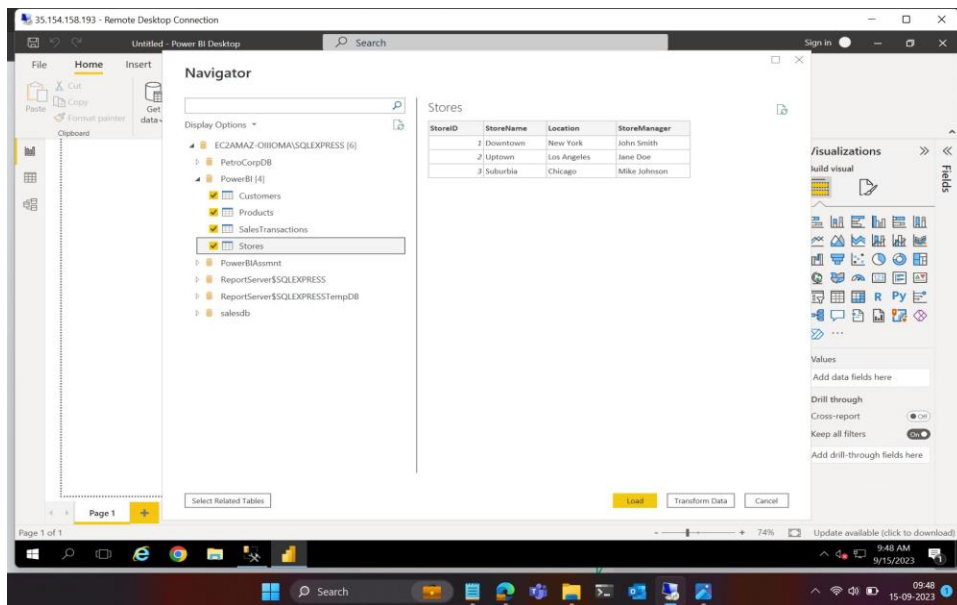 35.154.158.193 - Remote Desktop Connection
Untitled - Power BI Desktop
Search
Sign in
File Home Insert
Cut
Copy
Format painter
Paste
Get
data
Clipboard
Navigator
Display Options
EC2AMAZ-OIIIOMA\SQLEXPRESS [6]
PetroCorpDB
PowerBI [4]
Customers
Products
SalesTransactions
Stores
PowerBIAssmnt
ReportServer$SQLEXPRESS
ReportServer$SQLEXPRESSTempDB
salesdb
Stores
StoreID StoreName Location StoreManager
1 Downtown New York John Smith
2 Uptown Los Angeles Jane Doe
3 Suburbia Chicago Mike Johnson
Select Related Tables
Load Transform Data Cancel
Visualizations
Build visual
Fields
R Py
Values
Add data fields here
Drill through
Cross-report Off
Keep all filters On
Add drill-through fields here
Page 1
Page 1 of 1
74%
Update available (click to download)
9:48 AM
9/15/2023
Search
09:48
15-09-2023